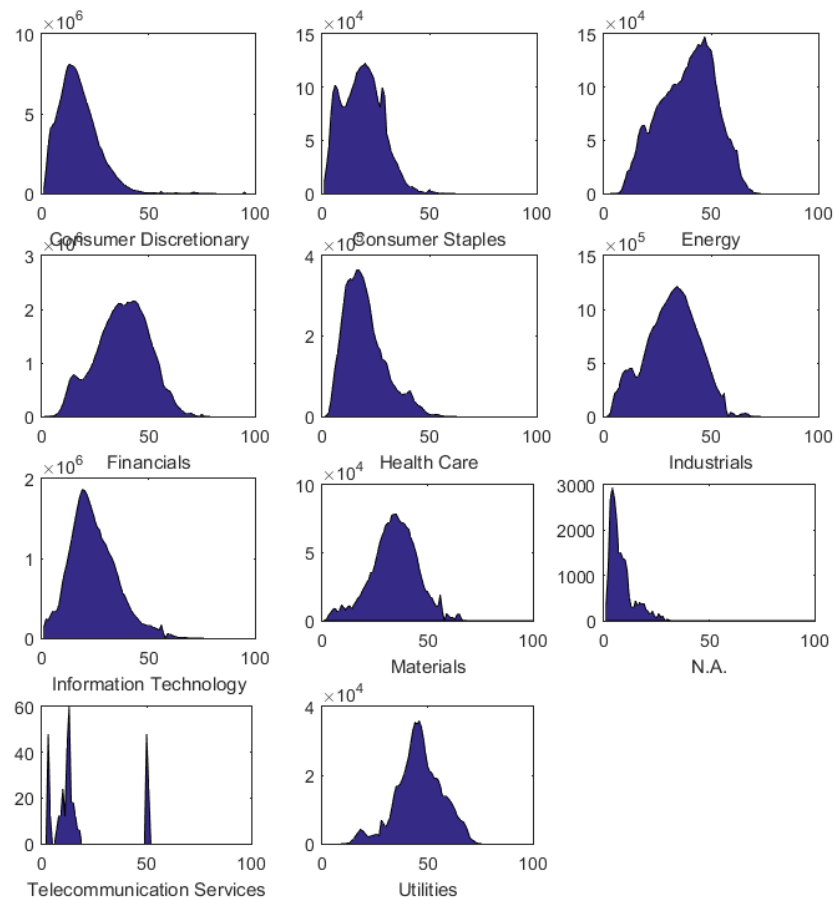 ×10^6 ×10^4 ×10^4
10 15 15
10 10
5
5 5
0 0 0
0 50 100 0 50 100 0 50 100
Consumer Discretionary Consumer Staples Energy
×10^6 ×10^5
3 4 15
2 10
2
1 5
0 0 0
0 50 100 0 50 100 0 50 100
Financials Health Care Industrials
×10^6 ×10^4
2 10 3000
2000
1 5
1000
0 0 0
0 50 100 0 50 100 0 50 100
Information Technology Materials N.A.
×10^4
60 4
40
2
20
0 0
0 50 100 0 50 100
Telecommunication Services Utilities